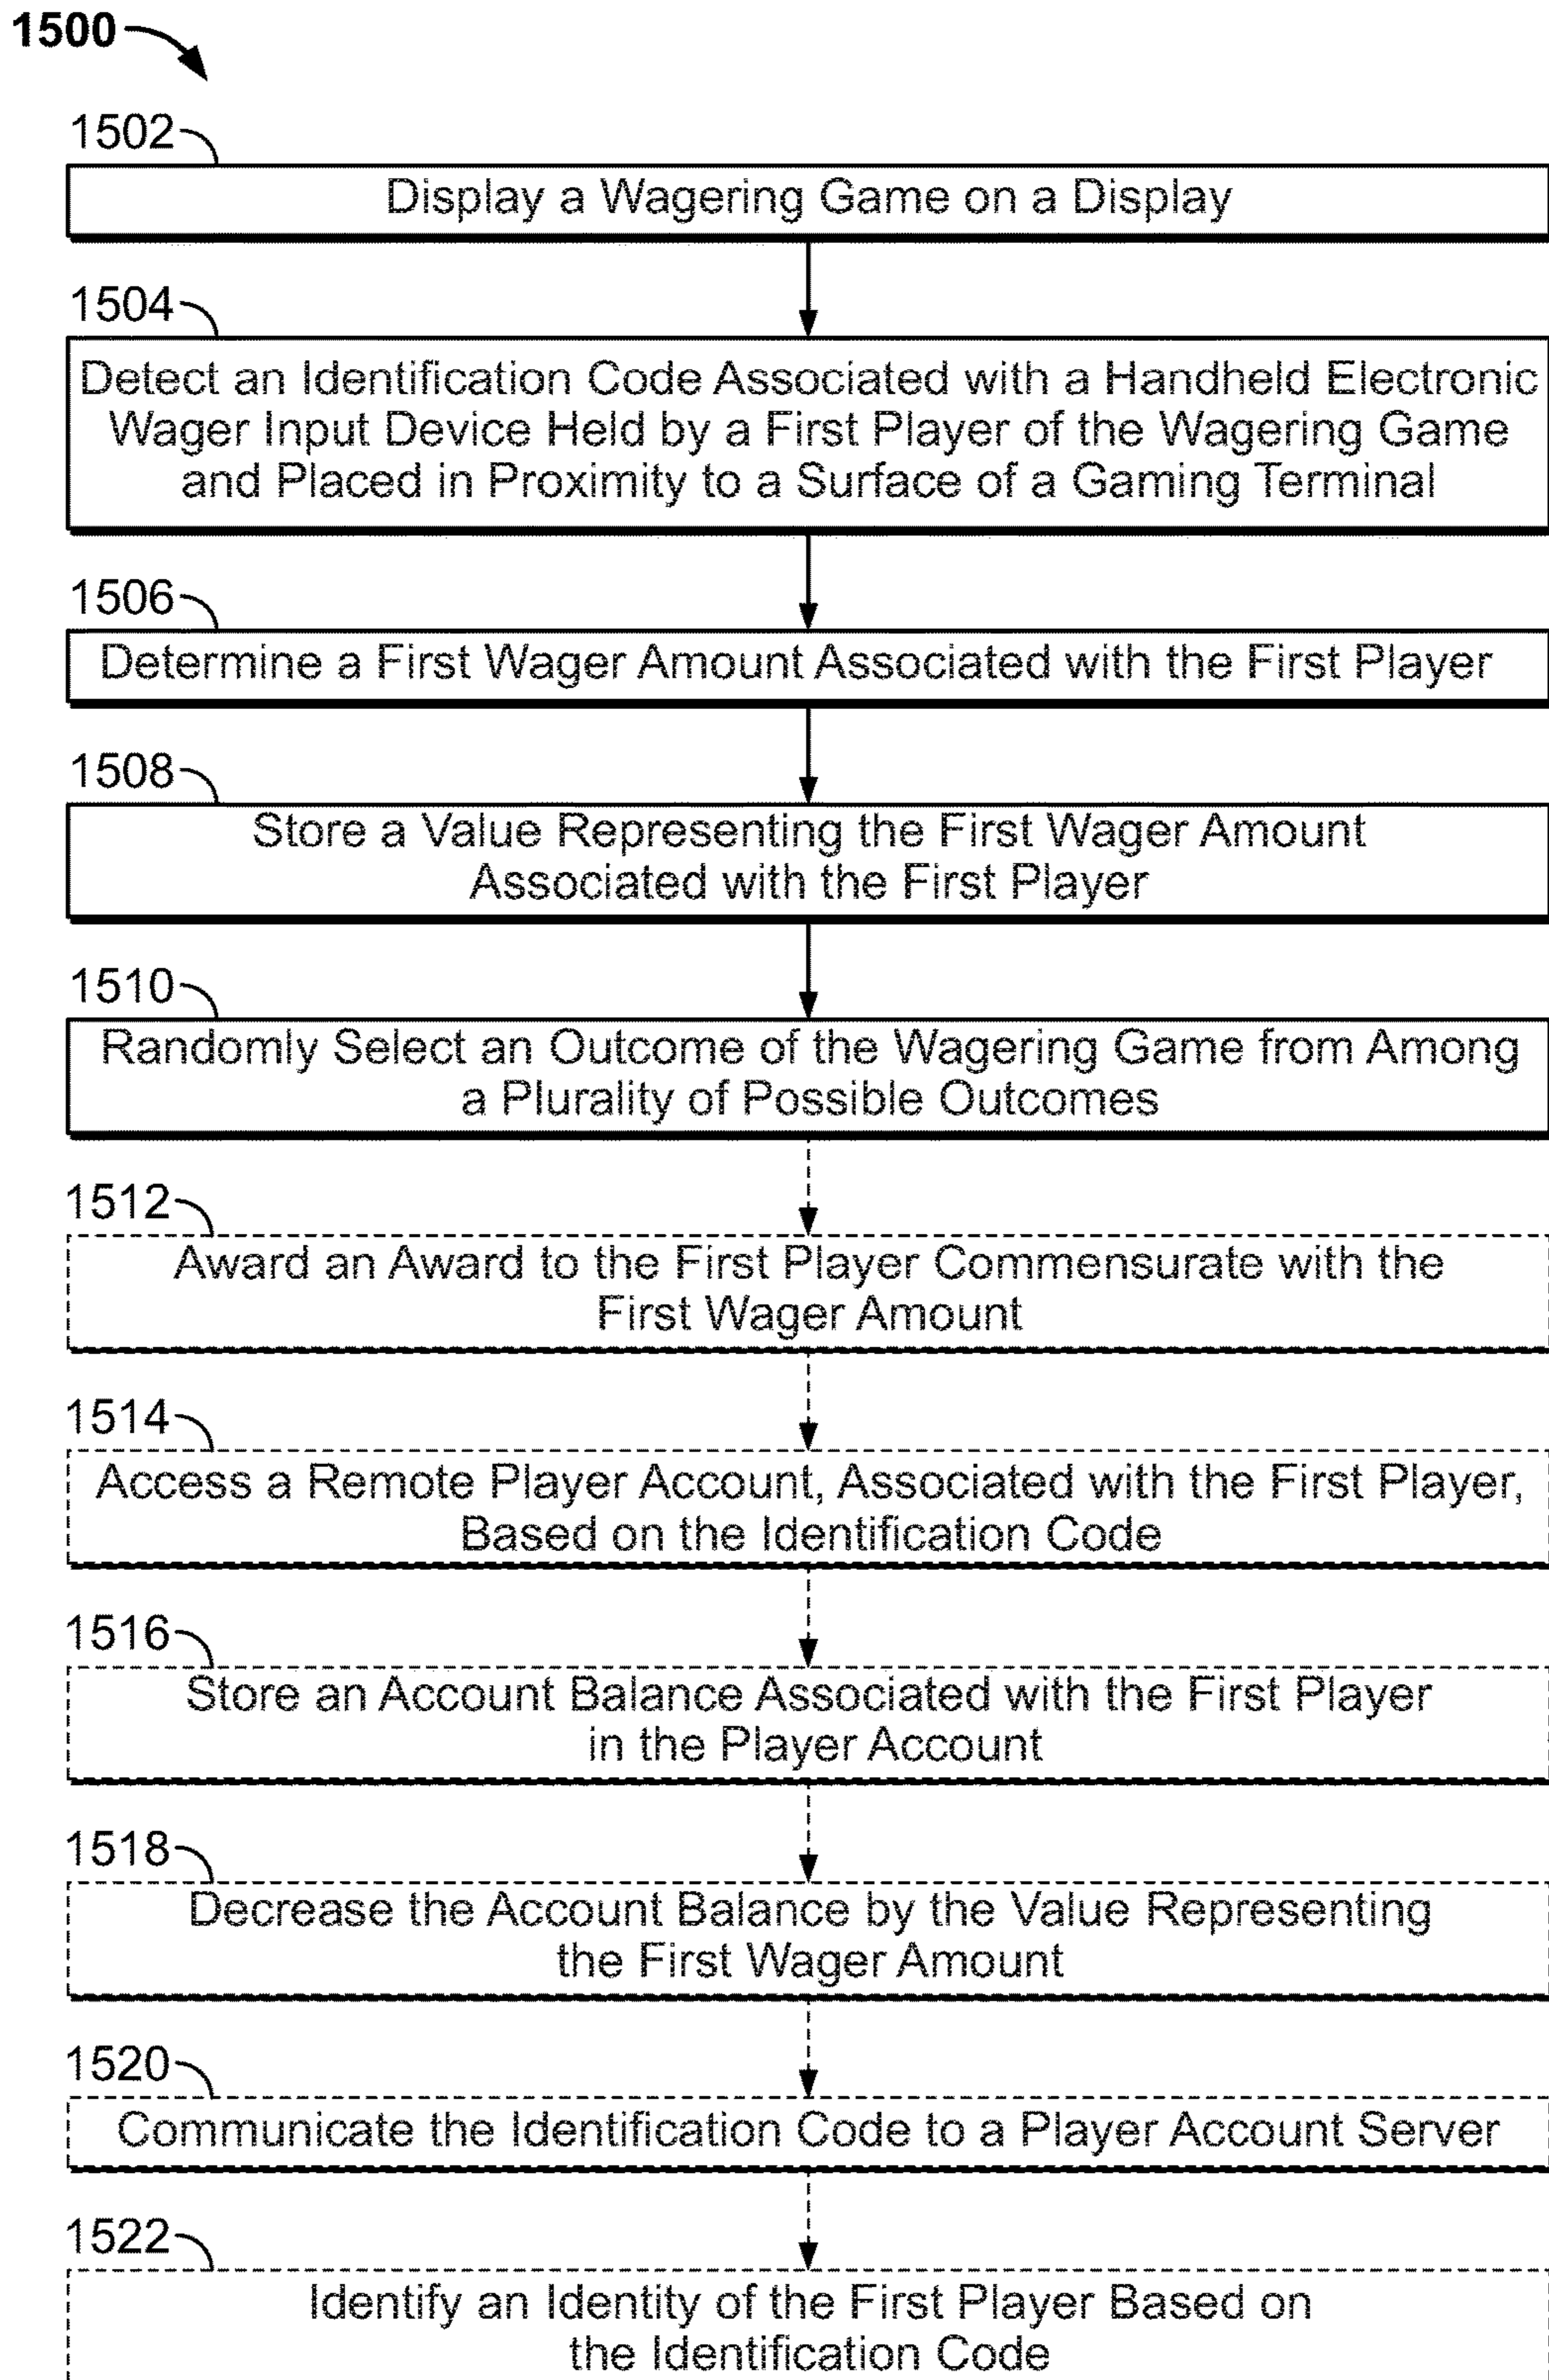 1500
1502
Display a Wagering Game on a Display
1504
Detect an Identification Code Associated with a Handheld Electronic
Wager Input Device Held by a First Player of the Wagering Game
and Placed in Proximity to a Surface of a Gaming Terminal
1506
Determine a First Wager Amount Associated with the First Player
1508
Store a Value Representing the First Wager Amount
Associated with the First Player
1510
Randomly Select an Outcome of the Wagering Game from Among
a Plurality of Possible Outcomes
1512
Award an Award to the First Player Commensurate with the
First Wager Amount
1514
Access a Remote Player Account, Associated with the First Player,
Based on the Identification Code
1516
Store an Account Balance Associated with the First Player
in the Player Account
1518
Decrease the Account Balance by the Value Representing
the First Wager Amount
1520
Communicate the Identification Code to a Player Account Server
1522
Identify an Identity of the First Player Based on
the Identification Code